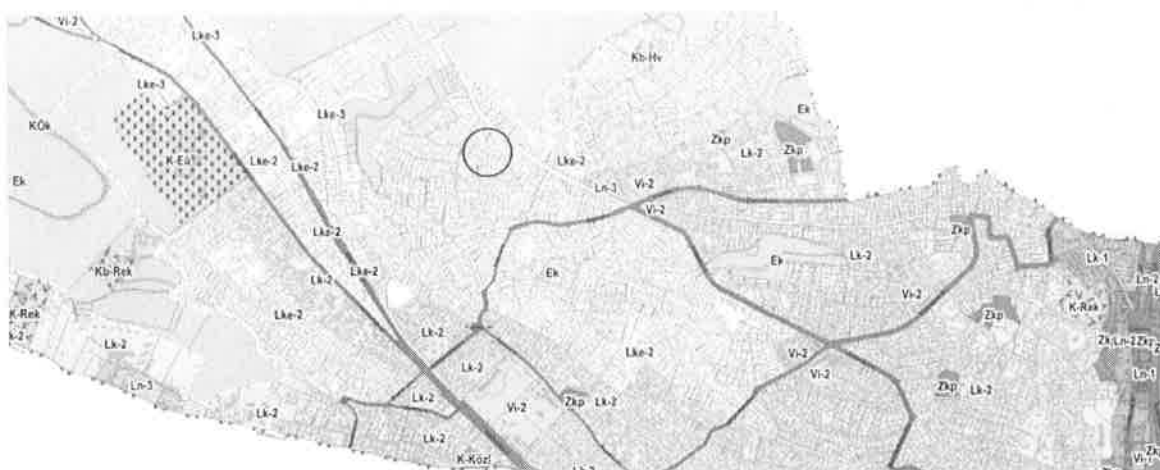 Vi-2
Lke-3
Lke-3
Kb-Hv
KÖk
Lke-3
Ek
K-Eü
Zkp
Zkp
Lk-2
Lke-2
Lke-2
Lke-2
Ek
Ln-3
Vi-2
Vi-2
Zkp
Lke-2
Lk-2
Lke-2
Ek
Ek
Lk-2
Lk-1
Kb-Rek
K-Rek
Lke-2
Vi-2
K-Rek
Zkp
Ln-2
Lk-2
Lk-2
Lk-2
Lke-2
Vi-2
Vi-2
Ln-2
Zkp
Ln-3
Lk-2
Lk-2
Vi-2
Zkp
Lk-2
Zkp
Lk-2
Ln-1
Lk-2
K-Közl